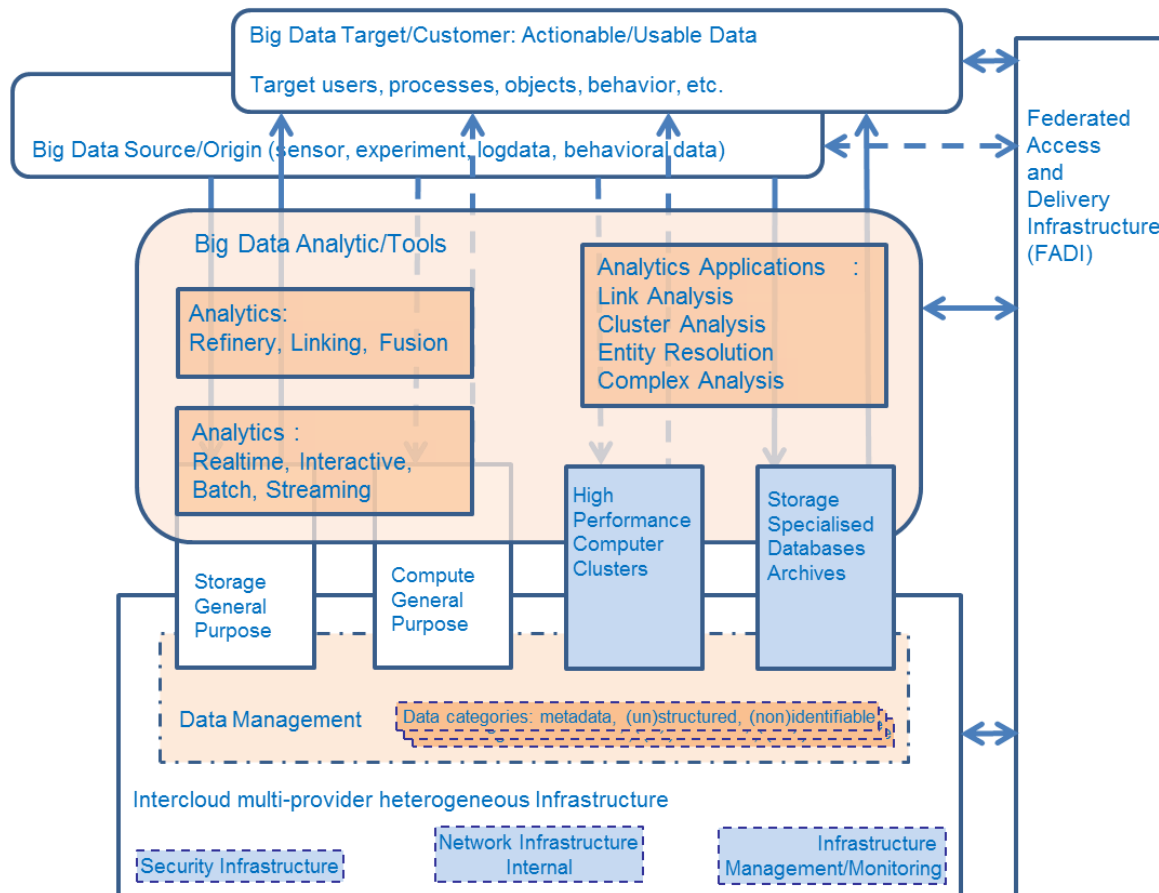 Big Data Target/Customer: Actionable/Usable Data
Target users, processes, objects, behavior, etc.
Big Data Source/Origin (sensor, experiment, logdata, behavioral data)
Federated
Access
and
Delivery
Infrastructure
(FADI)
Big Data Analytic/Tools
Analytics:
Refinery, Linking, Fusion
Analytics Applications :
Link Analysis
Cluster Analysis
Entity Resolution
Complex Analysis
Analytics :
Realtime, Interactive,
Batch, Streaming
Storage
General
Purpose
Compute
General
Purpose
High
Performance
Computer
Clusters
Storage
Specialised
Databases
Archives
Data Management
Data categories: metadata, (un)structured, (non)identifiable
Intercloud multi-provider heterogeneous Infrastructure
Security Infrastructure
Network Infrastructure
Internal
Infrastructure
Management/Monitoring